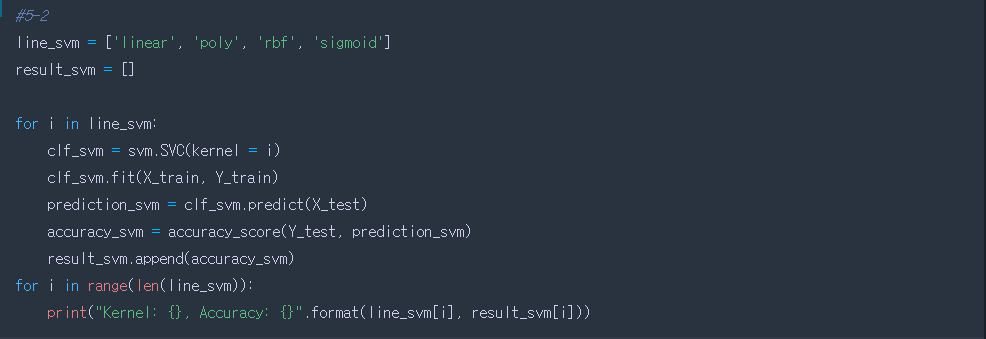 #5-2
line_svm = ['linear', 'poly', 'rbf', 'sigmoid']
result_svm = []
for i in line_svm:
    clf_svm = svm.SVC(kernel = i)
    clf_svm.fit(X_train, Y_train)
    prediction_svm = clf_svm.predict(X_test)
    accuracy_svm = accuracy_score(Y_test, prediction_svm)
    result_svm.append(accuracy_svm)
for i in range(len(line_svm)):
    print("Kernel: {}, Accuracy: {}".format(line_svm[i], result_svm[i]))